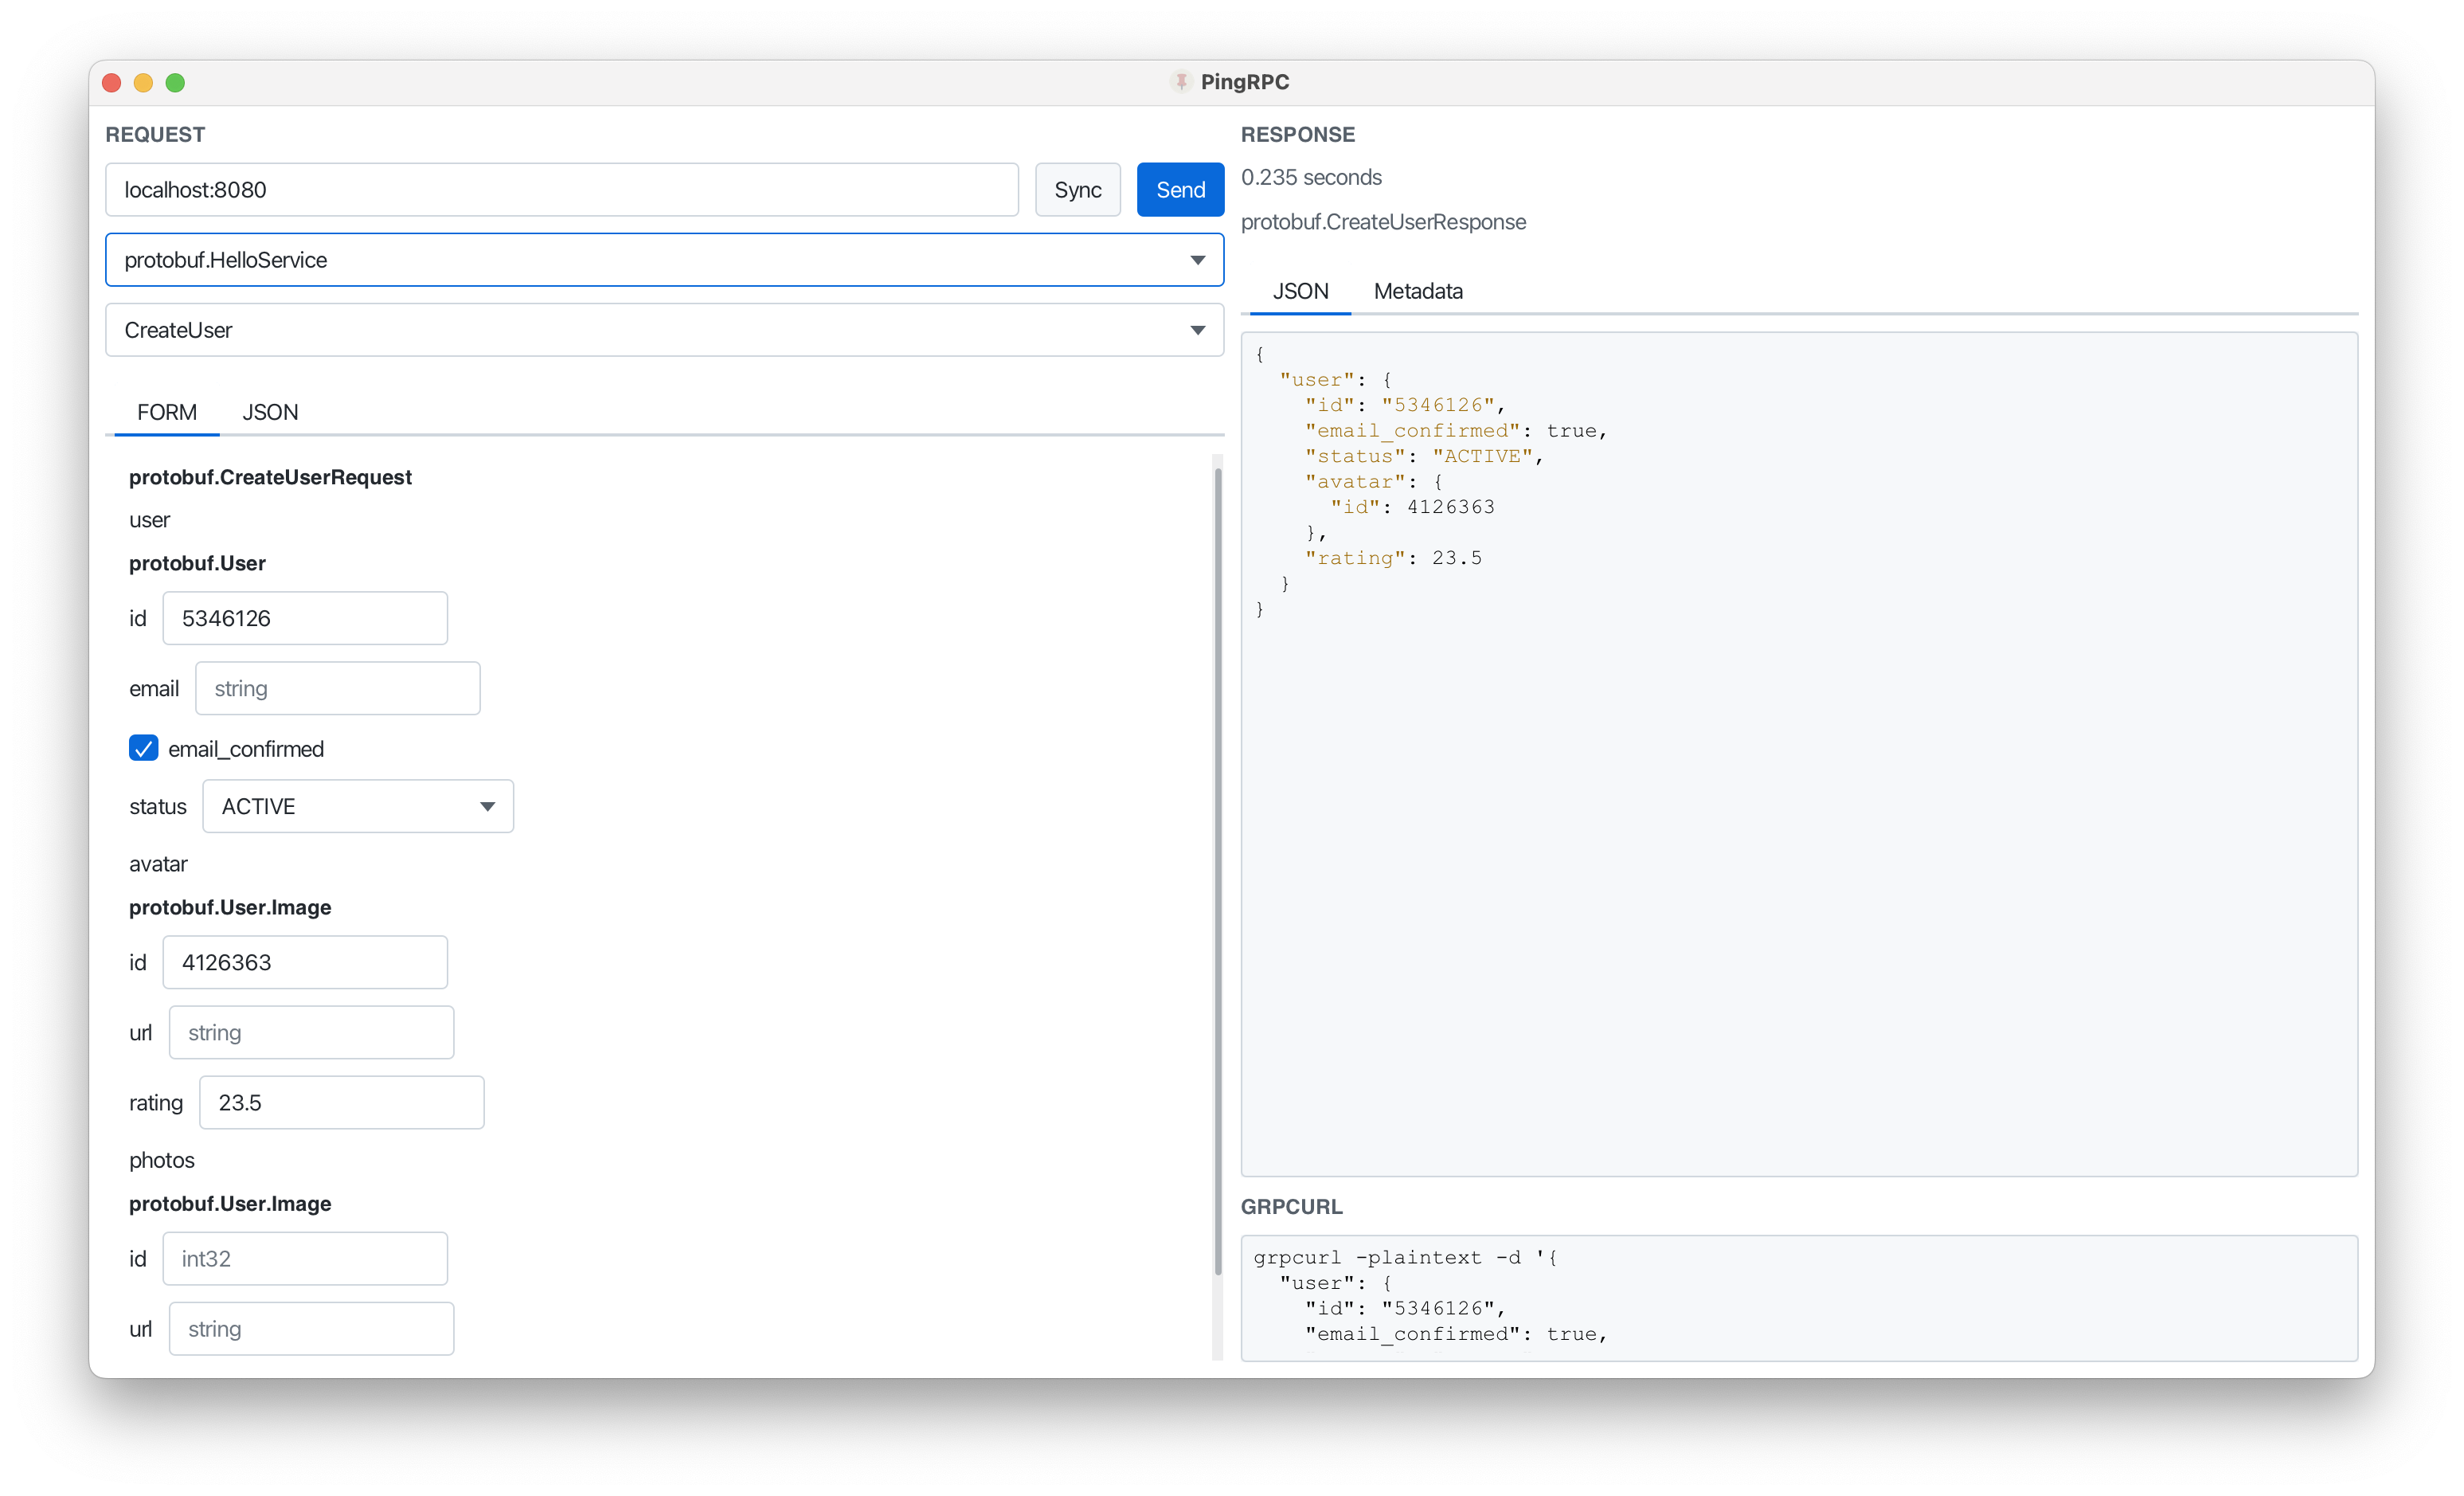 PingRPC
REQUEST
localhost:8080
Sync
Send
protobuf.HelloService
CreateUser
FORM
JSON
protobuf.CreateUserRequest
user
protobuf.User
id
5346126
email
string
email_confirmed
status
ACTIVE
avatar
protobuf.User.Image
id
4126363
url
string
rating
23.5
photos
protobuf.User.Image
id
int32
url
string
RESPONSE
0.235 seconds
protobuf.CreateUserResponse
JSON
Metadata
{
"user": {
"id": "5346126",
"email_confirmed": true,
"status": "ACTIVE",
"avatar": {
"id": 4126363
},
"rating": 23.5
}
}
GRPCURL
grpcurl -plaintext -d '{
"user": {
"id": "5346126",
"email_confirmed": true,